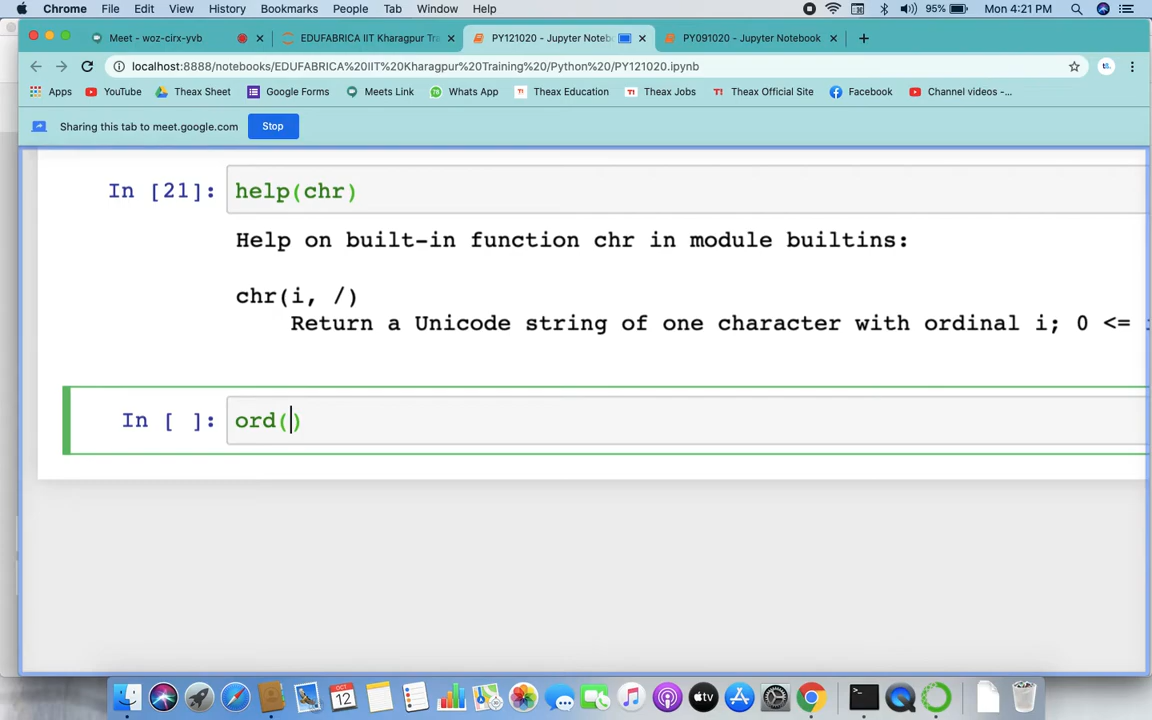 Chrome File Edit View History Bookmarks People Tab Window Help 95% Mon 4:21 PM
Meet - woz-cirx-yvb EDUFABRICA IIT Kharagpur Tra PY121020 - Jupyter Noteb PY091020 - Jupyter Notebook
localhost:8888/notebooks/EDUFABRICA%20IIT%20Kharagpur%20Training%20/Python%20/PY121020.ipynb
Apps YouTube Theax Sheet Google Forms Meets Link Whats App Theax Education Theax Jobs Theax Official Site Facebook Channel videos -...
Sharing this tab to meet.google.com Stop
In [21]: help(chr)
Help on built-in function chr in module builtins:
chr(i, /)
Return a Unicode string of one character with ordinal i; 0 <=
In [ ]: ord()
OCT
12
tv